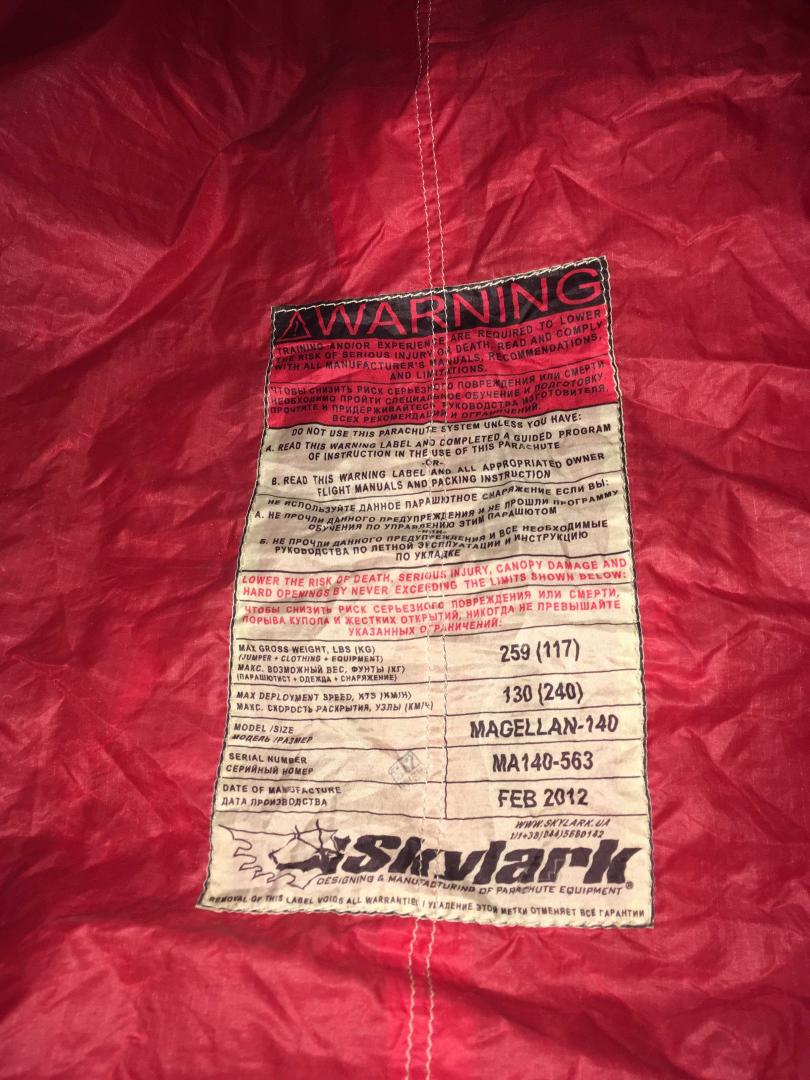 WARNING
TRAINING AND/OR EXPERIENCE ARE REQUIRED TO LOWER
THE RISK OF SERIOUS INJURY OR DEATH, READ AND COMPLY
WITH ALL MANUFACTURER'S MANUALS, RECOMMENDATIONS,
AND LIMITATIONS.
ЧТОБЫ СНИЗИТЬ РИСК СЕРЬЕЗНОГО ПОВРЕЖДЕНИЯ ИЛИ СМЕРТИ
НЕОБХОДИМО ПРОЙТИ СПЕЦИАЛЬНОЕ ОБУЧЕНИЕ И ПОДГОТОВКУ,
ПРОЧТИТЕ И ПРИДЕРЖИВАЙТЕСЬ РУКОВОДСТВА ИЗГОТОВИТЕЛЯ,
ВСЕХ РЕКОМЕНДАЦИЙ И ОГРАНИЧЕНИЙ.
DO NOT USE THIS PARACHUTE SYSTEM UNLESS YOU HAVE:
A. READ THIS WARNING LABEL AND COMPLETED A GUIDED PROGRAM
OF INSTRUCTION IN THE USE OF THIS PARACHUTE
-OR-
B. READ THIS WARNING LABEL AND ALL APPROPRIATED OWNER
FLIGHT MANUALS AND PACKING INSTRUCTION
НЕ ИСПОЛЬЗУЙТЕ ДАННОЕ ПАРАШЮТНОЕ СНАРЯЖЕНИЕ ЕСЛИ ВЫ:
А. НЕ ПРОЧЛИ ДАННОГО ПРЕДУПРЕЖДЕНИЯ И НЕ ПРОШЛИ ПРОГРАММУ
ОБУЧЕНИЯ ПО УПРАВЛЕНИЮ ЭТИМ ПАРАШЮТОМ
-ИЛИ-
Б. НЕ ПРОЧЛИ ДАННОГО ПРЕДУПРЕЖДЕНИЯ И ВСЕ НЕОБХОДИМЫЕ
РУКОВОДСТВА ПО ЛЕТНОЙ ЭКСПЛУАТАЦИИ И ИНСТРУКЦИЮ
ПО УКЛАДКЕ
LOWER THE RISK OF DEATH, SERIOUS INJURY, CANOPY DAMAGE AND
HARD OPENINGS BY NEVER EXCEEDING THE LIMITS SHOWN BELOW:
ЧТОБЫ СНИЗИТЬ РИСК СЕРЬЕЗНОГО ПОВРЕЖДЕНИЯ ИЛИ СМЕРТИ,
ПОРЫВА КУПОЛА И ЖЕСТКИХ ОТКРЫТИЙ, НИКОГДА НЕ ПРЕВЫШАЙТЕ
УКАЗАННЫХ ОГРАНИЧЕНИЙ:
MAX GROSS WEIGHT, LBS (KG)
(JUMPER + CLOTHING + EQUIPMENT)
МАКС. ВОЗМОЖНЫЙ ВЕС, ФУНТЫ (КГ)
(ПАРАШЮТИСТ + ОДЕЖДА + СНАРЯЖЕНИЕ)
259 (117)
MAX DEPLOYMENT SPEED, KTS (KM/H)
МАКС. СКОРОСТЬ РАСКРЫТИЯ, УЗЛЫ (КМ/Ч)
130 (240)
MODEL /SIZE
МОДЕЛЬ /РАЗМЕР
MAGELLAN-140
SERIAL NUMBER
СЕРИЙНЫЙ НОМЕР
MA140-563
DATE OF MANUFACTURE
ДАТА ПРОИЗВОДСТВА
FEB 2012
WWW.SKYLARK.UA
t/f+38(044)5680142
Skylark
DESIGNING & MANUFACTURING OF PARACHUTE EQUIPMENT®
REMOVAL OF THIS LABEL VOIDS ALL WARRANTIES / УДАЛЕНИЕ ЭТОЙ МЕТКИ ОТМЕНЯЕТ ВСЕ ГАРАНТИИ